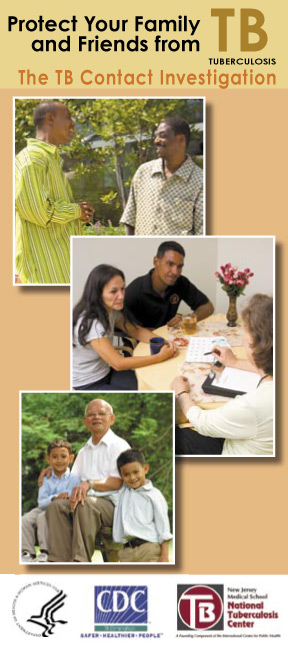 Protect Your Family
and Friends from
TB
TUBERCULOSIS
The TB Contact Investigation
CDC
SAFER • HEALTHIER • PEOPLE™
TB
New Jersey
Medical School
National
Tuberculosis
Center
A Founding Component of the International Center for Public Health